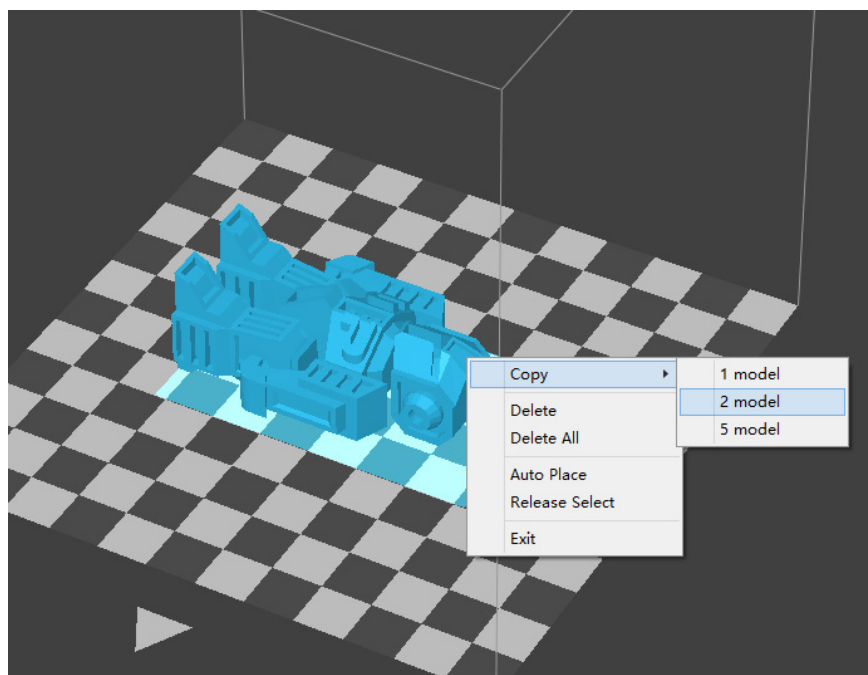 Copy
1 model
2 model
5 model
Delete
Delete All
Auto Place
Release Select
Exit